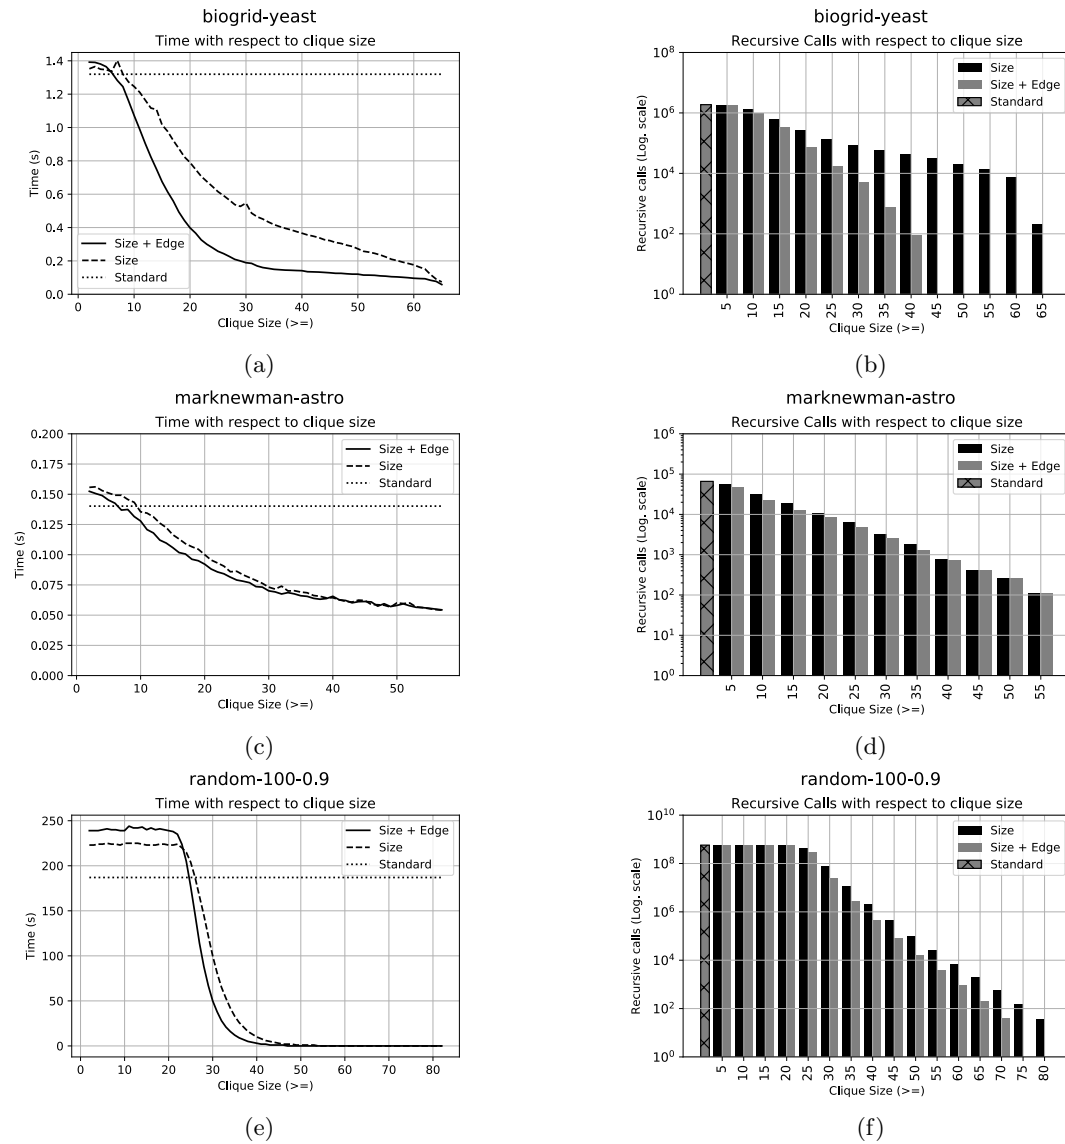 biogrid-yeast
Time with respect to clique size
1.4
1.2
1.0
0.8
0.6
0.4
0.2
0.0
Time (s)
Size + Edge
Size
Standard
0 10 20 30 40 50 60
Clique Size (>=)
(a)
biogrid-yeast
Recursive Calls with respect to clique size
10^8
10^6
10^4
10^2
10^0
Recursive calls (Log. scale)
Size
Size + Edge
Standard
5 10 15 20 25 30 35 40 45 50 55 60 65
Clique Size (>=)
(b)
marknewman-astro
Time with respect to clique size
0.200
0.175
0.150
0.125
0.100
0.075
0.050
0.025
0.000
Time (s)
Size + Edge
Size
Standard
0 10 20 30 40 50
Clique Size (>=)
(c)
marknewman-astro
Recursive Calls with respect to clique size
10^6
10^5
10^4
10^3
10^2
10^1
10^0
Recursive calls (Log. scale)
Size
Size + Edge
Standard
5 10 15 20 25 30 35 40 45 50 55
Clique Size (>=)
(d)
random-100-0.9
Time with respect to clique size
250
200
150
100
50
0
Time (s)
Size + Edge
Size
Standard
0 10 20 30 40 50 60 70 80
Clique Size (>=)
(e)
random-100-0.9
Recursive Calls with respect to clique size
10^10
10^8
10^6
10^4
10^2
10^0
Recursive calls (Log. scale)
Size
Size + Edge
Standard
5 10 15 20 25 30 35 40 45 50 55 60 65 70 75 80
Clique Size (>=)
(f)